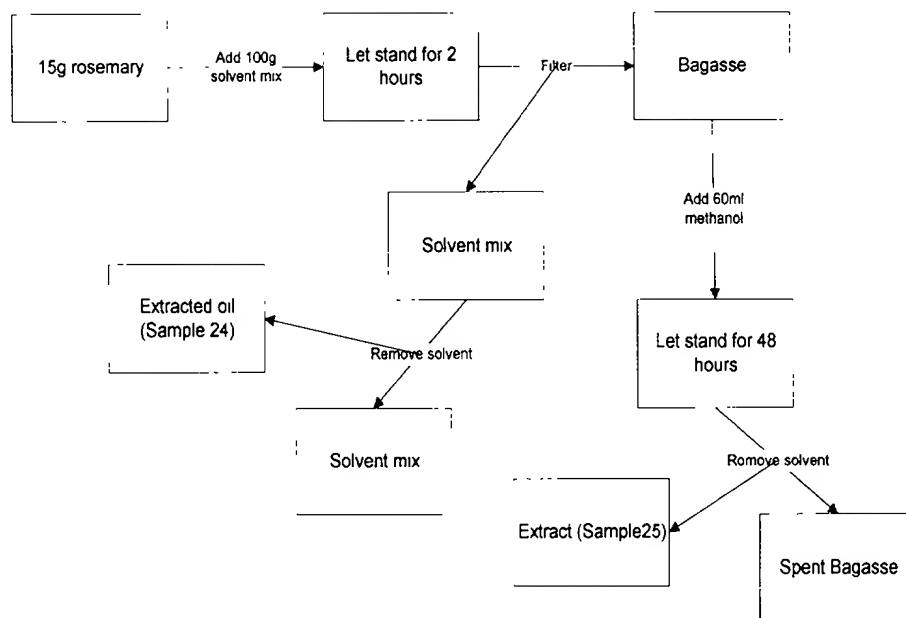 15g rosemary
Add 100g
solvent mix
Let stand for 2
hours
Filter
Bagasse
Add 60ml
methanol
Solvent mix
Extracted oil
(Sample 24)
Remove solvent
Let stand for 48
hours
Solvent mix
Romove solvent
Extract (Sample25)
Spent Bagasse